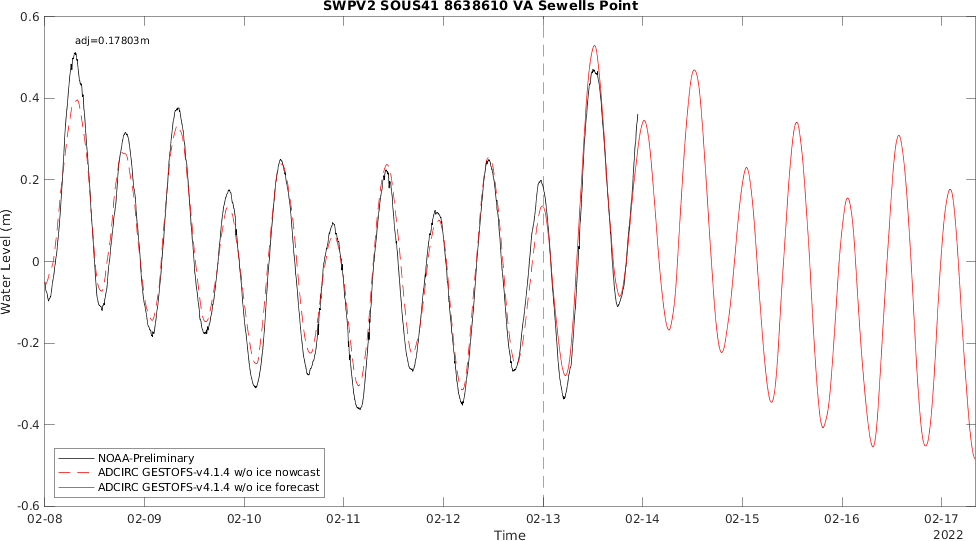 SWPV2 SOUS41 8638610 VA Sewells Point
adj=0.17803m
0.6
0.4
0.2
0
-0.2
-0.4
-0.6
Water Level (m)
NOAA-Preliminary
ADCIRC GESTOFS-v4.1.4 w/o ice nowcast
ADCIRC GESTOFS-v4.1.4 w/o ice forecast
02-08 02-09 02-10 02-11 02-12 02-13 02-14 02-15 02-16 02-17
Time
2022